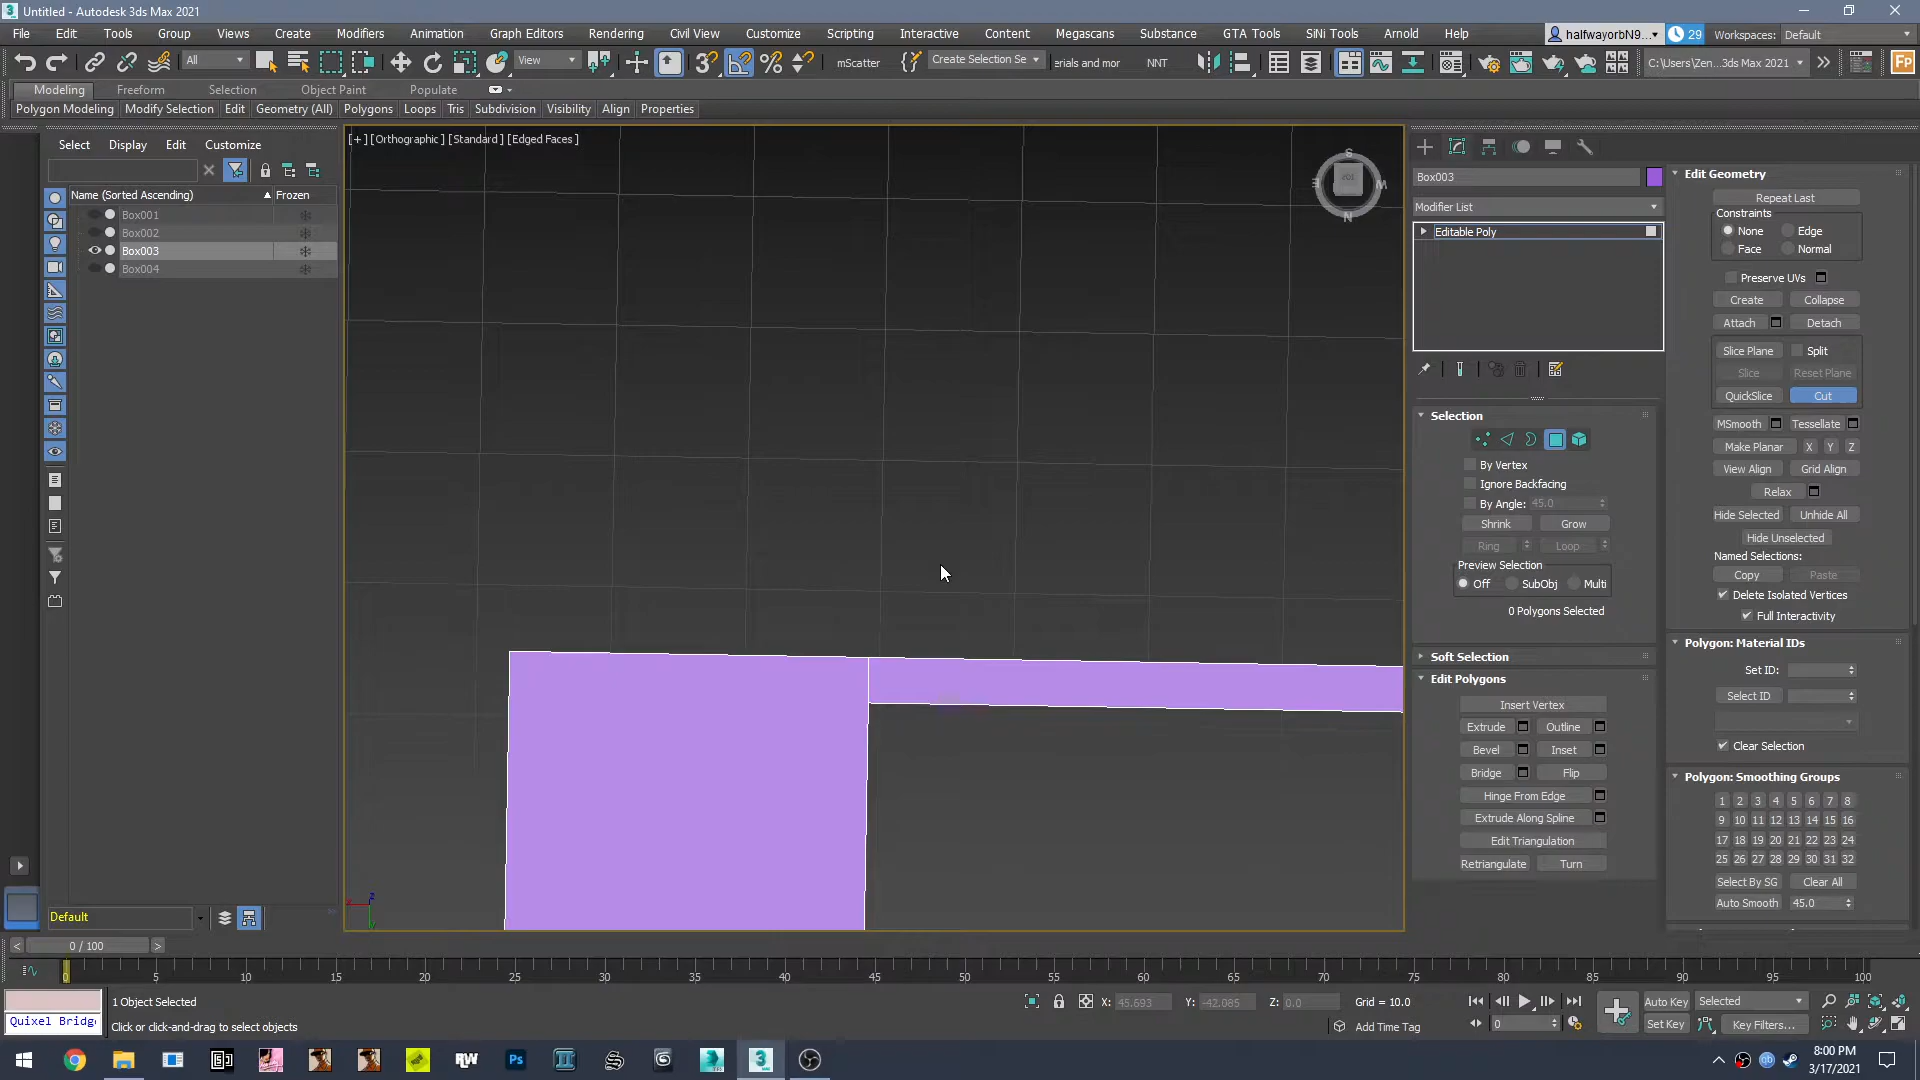 Untitled - Autodesk 3ds Max 2021
File Edit Tools Group Views Create Modifiers Animation Graph Editors Rendering Civil View Customize Scripting Interactive Content Megascans Substance GTA Tools SiNi Tools Arnold Help halfwayorbN9... 29 Workspaces: Default
All View mScatter Create Selection Se erials and mor NNT C:\Users\Zen...3ds Max 2021
Modeling Freeform Selection Object Paint Populate
Polygon Modeling Modify Selection Edit Geometry (All) Polygons Loops Tris Subdivision Visibility Align Properties
Select Display Edit Customize
Name (Sorted Ascending) Frozen
Box001
Box002
Box003
Box004
[+] [Orthographic] [Standard] [Edged Faces]
S
W
N
E
Box003
Modifier List
Editable Poly
Selection
By Vertex
Ignore Backfacing
By Angle: 45.0
Shrink Grow
Ring Loop
Preview Selection
Off SubObj Multi
0 Polygons Selected
Soft Selection
Edit Polygons
Insert Vertex
Extrude Outline
Bevel Inset
Bridge Flip
Hinge From Edge
Extrude Along Spline
Edit Triangulation
Retriangulate Turn
Edit Geometry
Repeat Last
Constraints
None Edge
Face Normal
Preserve UVs
Create Collapse
Attach Detach
Slice Plane Split
Slice Reset Plane
QuickSlice Cut
MSmooth Tessellate
Make Planar X Y Z
View Align Grid Align
Relax
Hide Selected Unhide All
Hide Unselected
Named Selections:
Copy Paste
Delete Isolated Vertices
Full Interactivity
Polygon: Material IDs
Set ID:
Select ID
Clear Selection
Polygon: Smoothing Groups
1 2 3 4 5 6 7 8
9 10 11 12 13 14 15 16
17 18 19 20 21 22 23 24
25 26 27 28 29 30 31 32
Select By SG Clear All
Auto Smooth 45.0
Default
< 0 / 100 >
0 5 10 15 20 25 30 35 40 45 50 55 60 65 70 75 80 85 90 95 100
1 Object Selected X: 45.593 Y: -42.085 Z: 0.0 Grid = 10.0 Auto Key Selected
Quixel Bridg Click or click-and-drag to select objects Add Time Tag 0 Set Key Key Filters...
8:00 PM
3/17/2021